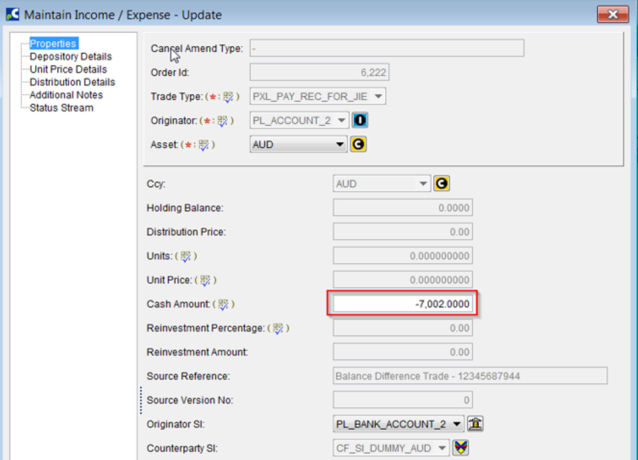 Maintain Income / Expense - Update
Properties
Depository Details
Unit Price Details
Distribution Details
Additional Notes
Status Stream
Cancel Amend Type: -
Order Id: 6,222
Trade Type: (*: ) PXL_PAY_REC_FOR_JIE
Originator: (*: ) PL_ACCOUNT_2
Asset: (*: ) AUD
Ccy: AUD
Holding Balance: 0.0000
Distribution Price: 0.00
Units: ( ) 0.000000000
Unit Price: ( ) 0.000000000
Cash Amount: ( ) -7,002.0000
Reinvestment Percentage: ( ) 0.00
Reinvestment Amount: 0.00
Source Reference: Balance Difference Trade - 12345687944
Source Version No: 0
Originator SI: PL_BANK_ACCOUNT_2
Counterparty SI: CF_SI_DUMMY_AUD